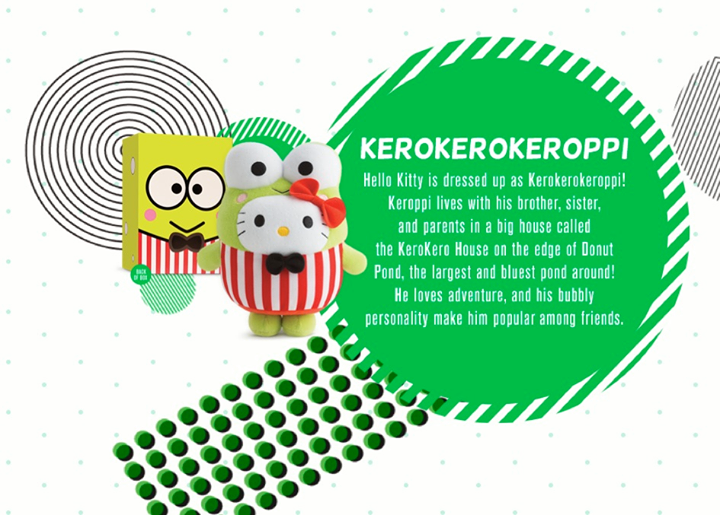 KEROKEROKEROPPI
Hello Kitty is dressed up as Kerokerokeroppi!
Keroppi lives with his brother, sister,
and parents in a big house called
the KeroKero House on the edge of Donut
Pond, the largest and bluest pond around!
He loves adventure, and his bubbly
personality make him popular among friends.
BACK
OF BOX